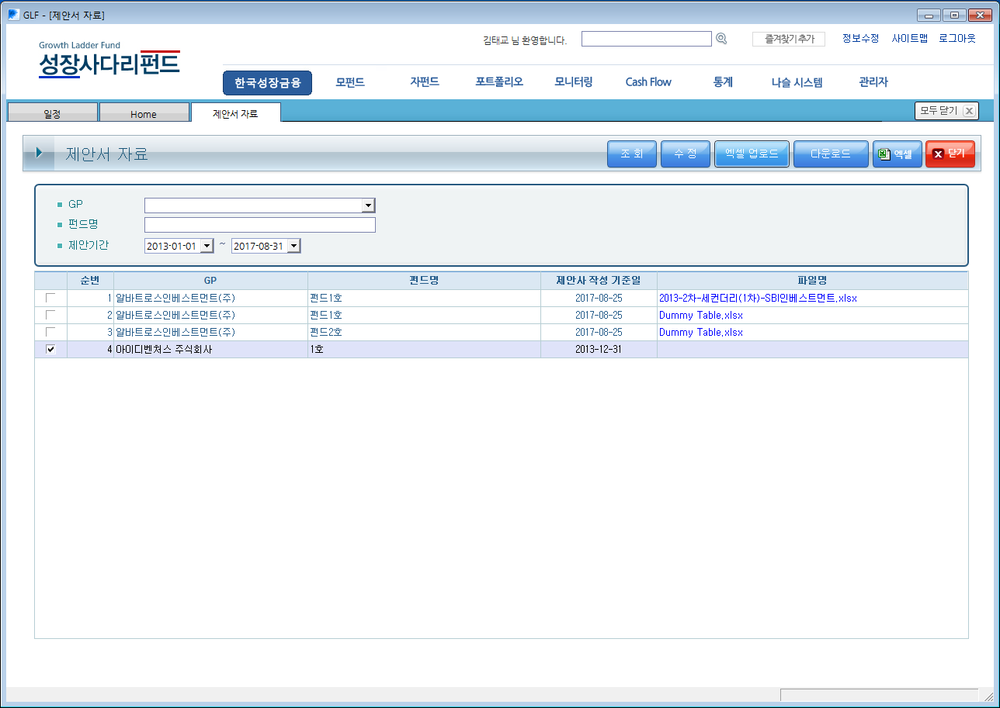 GLF - [제안서 자료]
Growth Ladder Fund
성장사다리펀드
김태교 님 환영합니다.
즐겨찾기 추가
정보수정 사이트맵 로그아웃
한국성장금융 모펀드 자펀드 포트폴리오 모니터링 Cash Flow 통계 나슬 시스템 관리자
일정 Home 제안서 자료 모두 닫기
제안서 자료 조 회 수 정 엑셀 업로드 다운로드 엑셀 닫기
GP
펀드명
제안기간 2013-01-01 ~ 2017-08-31
순번 GP 펀드명 제안사 작성 기준일 파일명
1 알바트로스인베스트먼트(주) 펀드1호 2017-08-25 2013-2차-세컨더리(1차)-SBI인베스트먼트.xlsx
2 알바트로스인베스트먼트(주) 펀드1호 2017-08-25 Dummy Table.xlsx
3 알바트로스인베스트먼트(주) 펀드2호 2017-08-25 Dummy Table.xlsx
4 아이디벤처스 주식회사 1호 2013-12-31